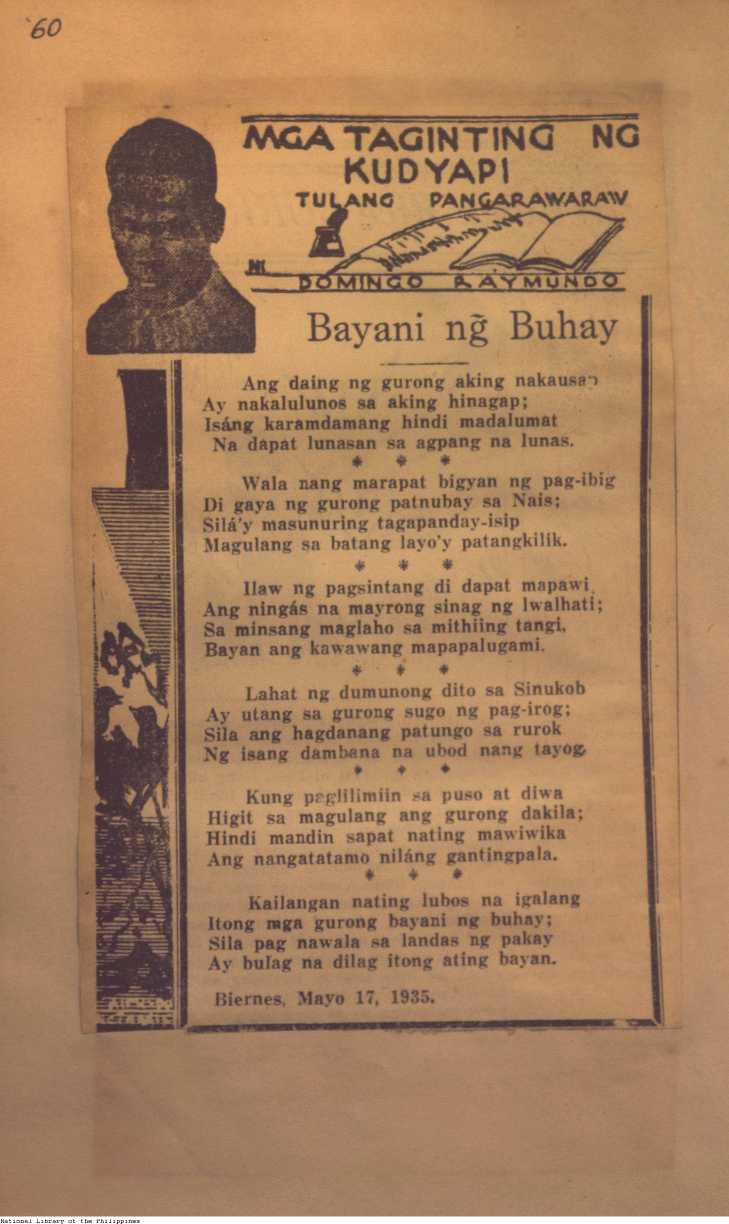 '60
MGA TAGINTING NG
KUDYAPI
TULANG PANGARAWARAW
NI
DOMINGO RAYMUNDO
Bayani ng̃ Buhay
Ang daing ng gurong aking nakausap
Ay nakalulunos sa aking hinagap;
Isáng karamdamang hindi madalumat
Na dapat lunasan sa agpang na lunas.
* * *
Wala nang marapat bigyan ng pag-ibig
Di gaya ng gurong patnubay sa Nais;
Silá'y masunuring tagapanday-isip
Magulang sa batang layo'y patangkilik.
* * *
Ilaw ng pagsintang di dapat mapawi
Ang ningás na mayrong sinag ng lwalhati;
Sa minsang maglaho sa mithiing tangi,
Bayan ang kawawang mapapalugami.
* * *
Lahat ng dumunong dito sa Sinukob
Ay utang sa gurong sugo ng pag-irog;
Sila ang hagdanang patungo sa rurok
Ng isang dambana na ubod nang tayog.
* * *
Kung paglilimiin sa puso at diwa
Higit sa magulang ang gurong dakila;
Hindi mandin sapat nating mawiwika
Ang nangatatamo niláng gantingpala.
* * *
Kailangan nating lubos na igalang
Itong mga gurong bayani ng buhay;
Sila pag nawala sa landas ng pakay
Ay bulag na dilag itong ating bayan.
Biernes, Mayo 17, 1935.
National Library of the Philippines